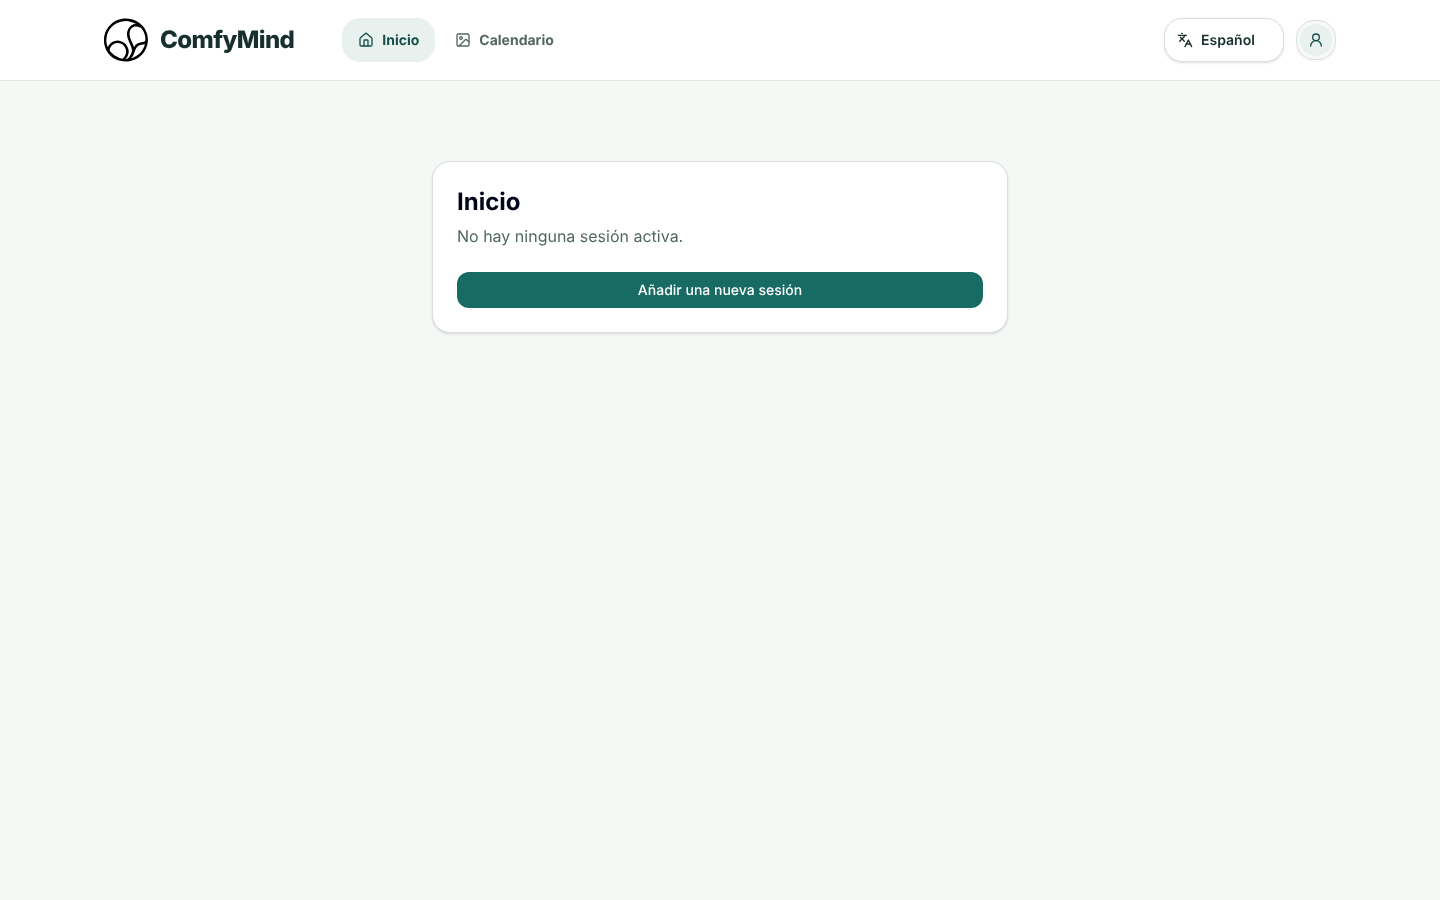 ComfyMind
Inicio
Calendario
Español
Inicio
No hay ninguna sesión activa.
Añadir una nueva sesión